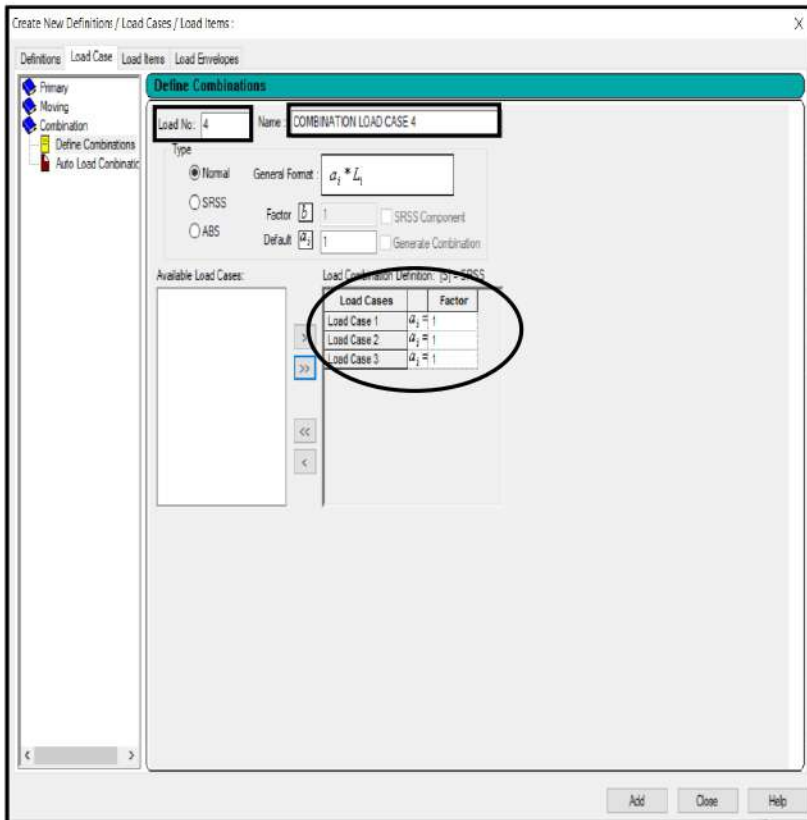 Create New Definitions / Load Cases / Load Items :
X
Definitions Load Case Load Items Load Envelopes
Primary
Moving
Combination
Define Combinations
Auto Load Combinatic
Define Combinations
Load No: 4 Name : COMBINATION LOAD CASE 4
Type
Normal General Format : a_i * L_i
SRSS
Factor b 1 SRSS Component
ABS
Default a_i 1 Generate Combination
Available Load Cases: Load Combination Definition: [S] = SRSS
Load Cases Factor
Load Case 1 a_i = 1
Load Case 2 a_i = 1
Load Case 3 a_i = 1
>
>>
<<
<
< >
Add Close Help